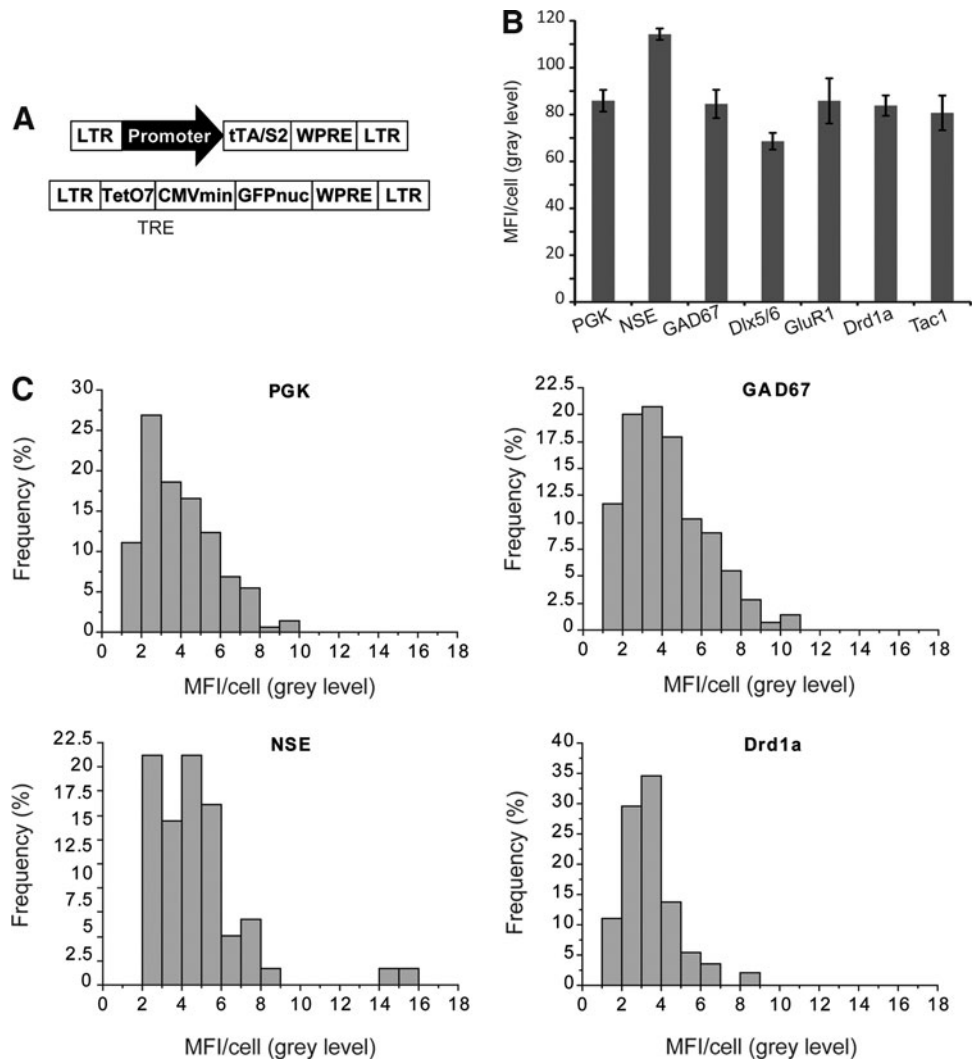 A
LTR Promoter tTA/S2 WPRE LTR
LTR TetO7 CMVmin GFPnuc WPRE LTR
TRE
B
MFI/cell (gray level)
120
100
80
60
40
20
0
PGK NSE GAD67 Dlx5/6 GluR1 Drd1a Tac1
C
PGK
Frequency (%)
30
25
20
15
10
5
0
0 2 4 6 8 10 12 14 16 18
MFI/cell (grey level)
GAD67
Frequency (%)
22.5
20
17.5
15
12.5
10
7.5
5
2.5
0
0 2 4 6 8 10 12 14 16 18
MFI/cell (grey level)
NSE
Frequency (%)
22.5
20
17.5
15
12.5
10
7.5
5
2.5
0
0 2 4 6 8 10 12 14 16 18
MFI/cell (grey level)
Drd1a
Frequency (%)
40
35
30
25
20
15
10
5
0
0 2 4 6 8 10 12 14 16 18
MFI/cell (grey level)